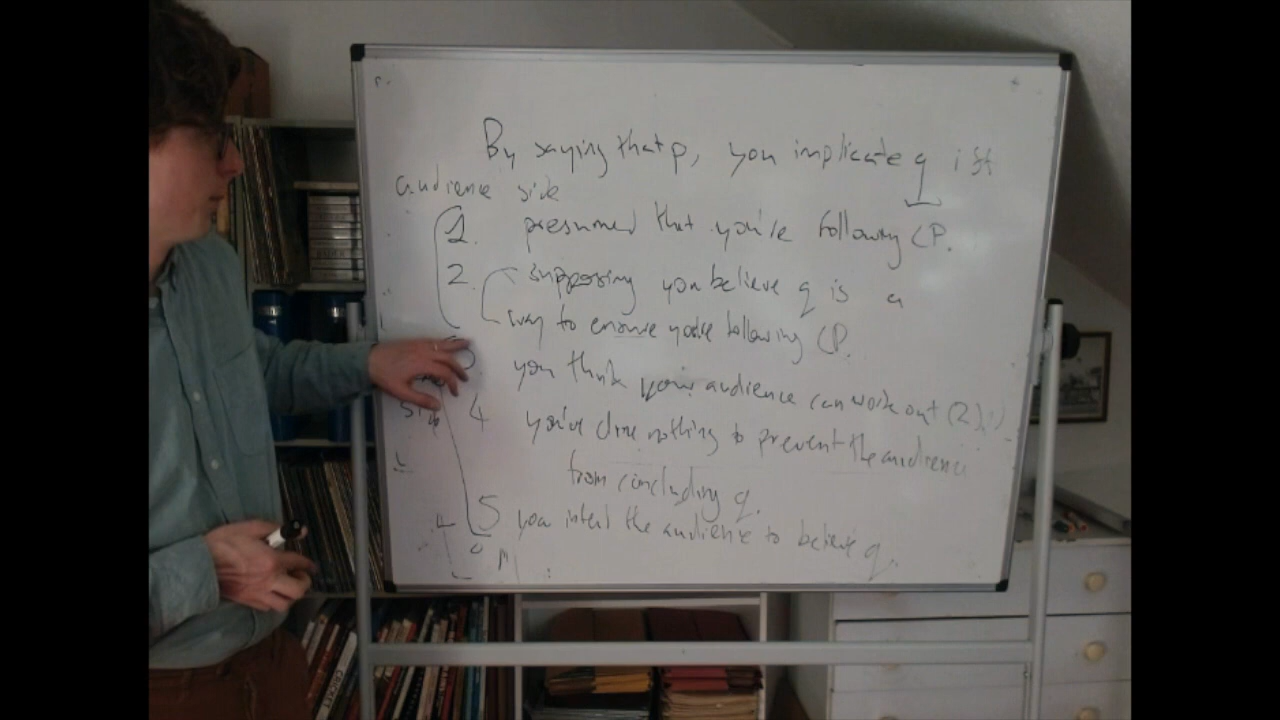 By saying that p, you implicate q iff
audience side
1. presumed that you're following CP.
2. supposing you believe q is a
way to ensure you're following CP.
you think your audience can work out (2).
4 you've done nothing to prevent the audience
from concluding q.
5 you intend the audience to believe q.
CRICKET